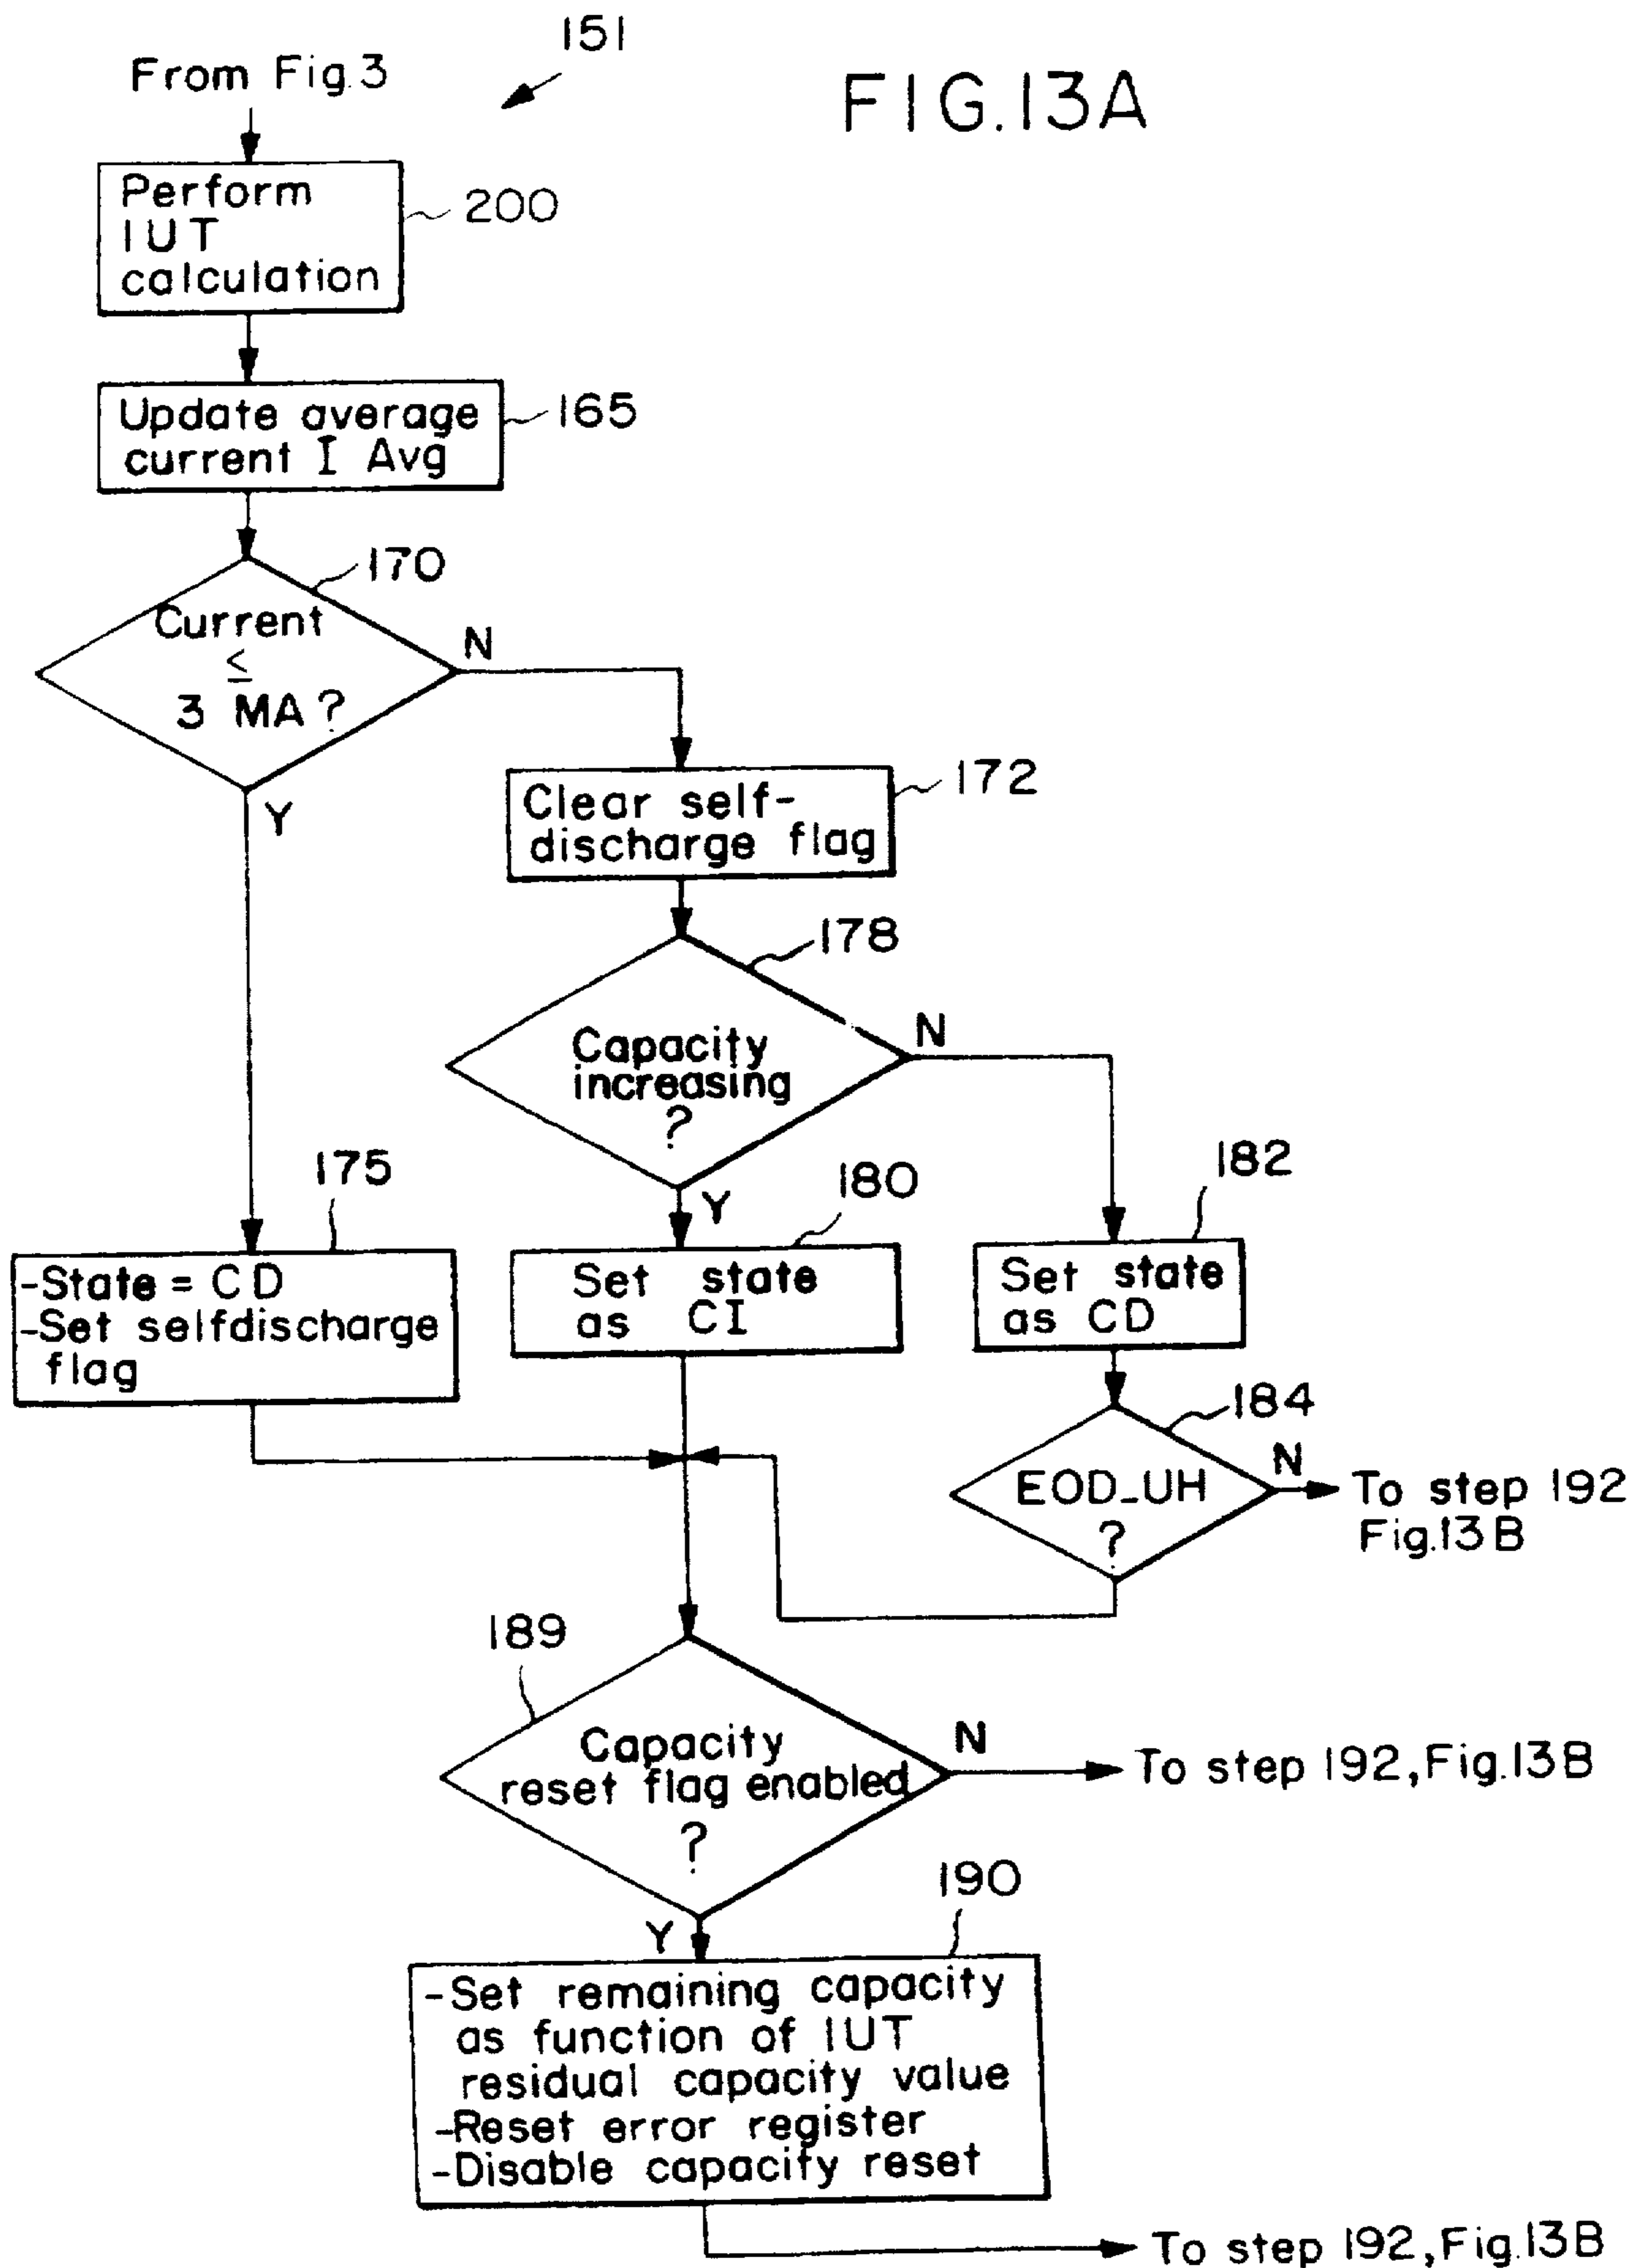 151
From Fig.3
FIG.13A
Perform
IUT
calculation
200
Update average
current I Avg
165
170
Current
≤
3 MA?
N
Y
Clear self-
discharge flag
172
178
Capacity
increasing
?
N
Y
175
-State = CD
-Set selfdischarge
flag
180
Set state
as CI
182
Set state
as CD
184
EOD_UH
?
N
To step 192
Fig.13B
189
Capacity
reset flag enabled
?
N
To step 192, Fig.13B
Y
190
-Set remaining capacity
as function of IUT
residual capacity value
-Reset error register
-Disable capacity reset
To step 192, Fig.13B